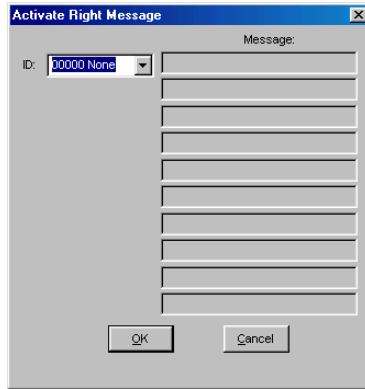 Activate Right Message
Message:
ID: 00000 None
OK
Cancel